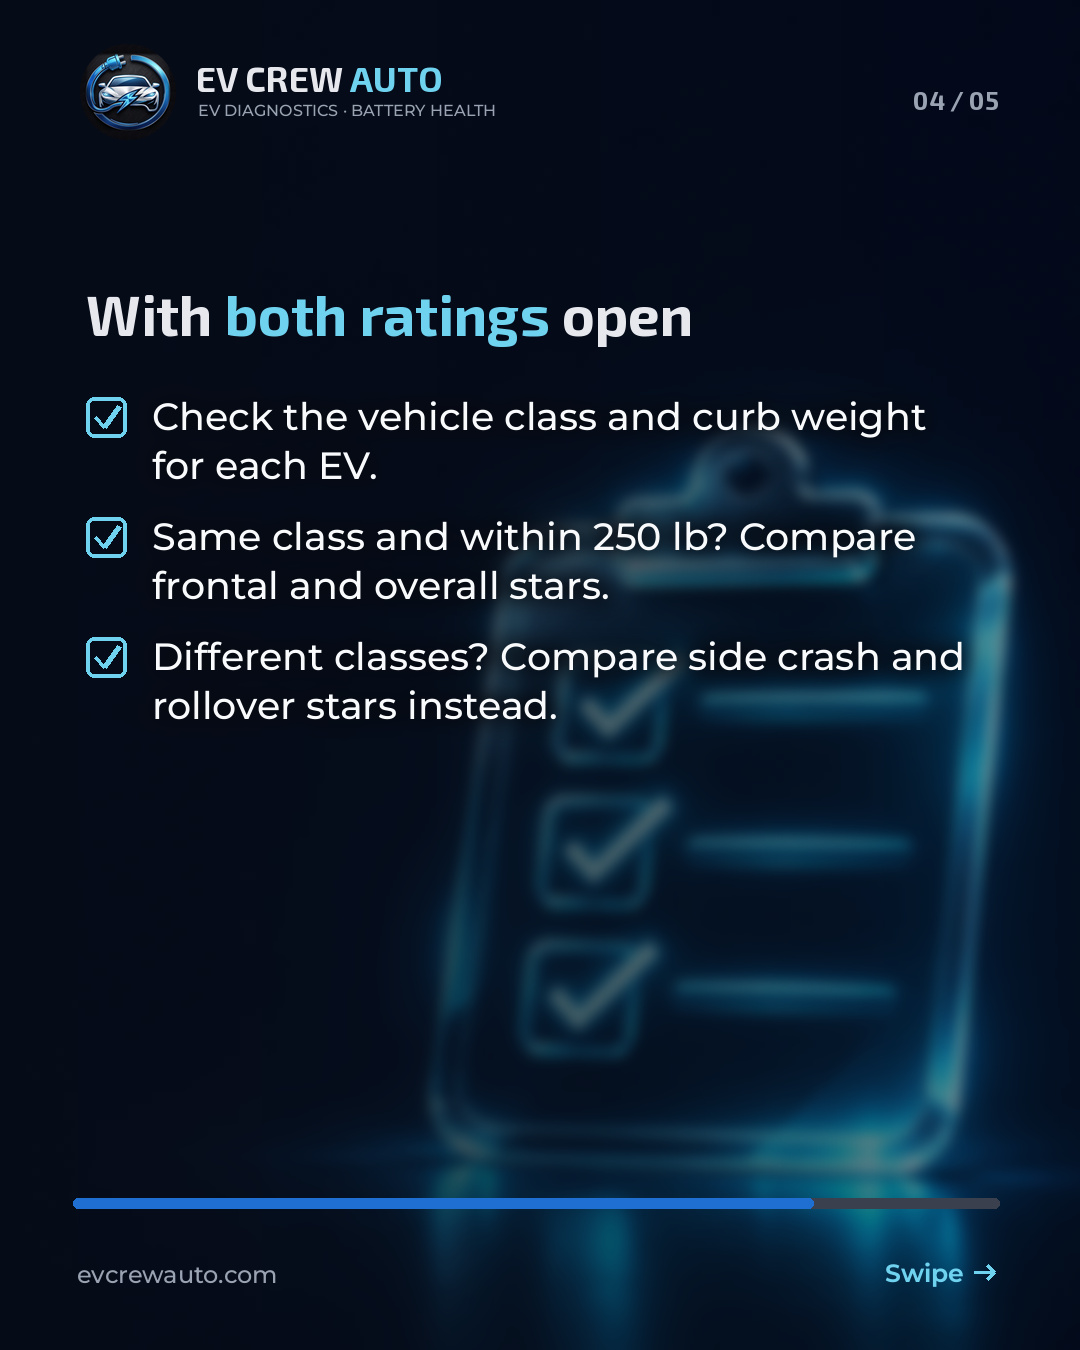 EV CREW AUTO
EV DIAGNOSTICS · BATTERY HEALTH
04 / 05
With both ratings open
Check the vehicle class and curb weight
for each EV.
Same class and within 250 lb? Compare
frontal and overall stars.
Different classes? Compare side crash and
rollover stars instead.
evcrewauto.com
Swipe →